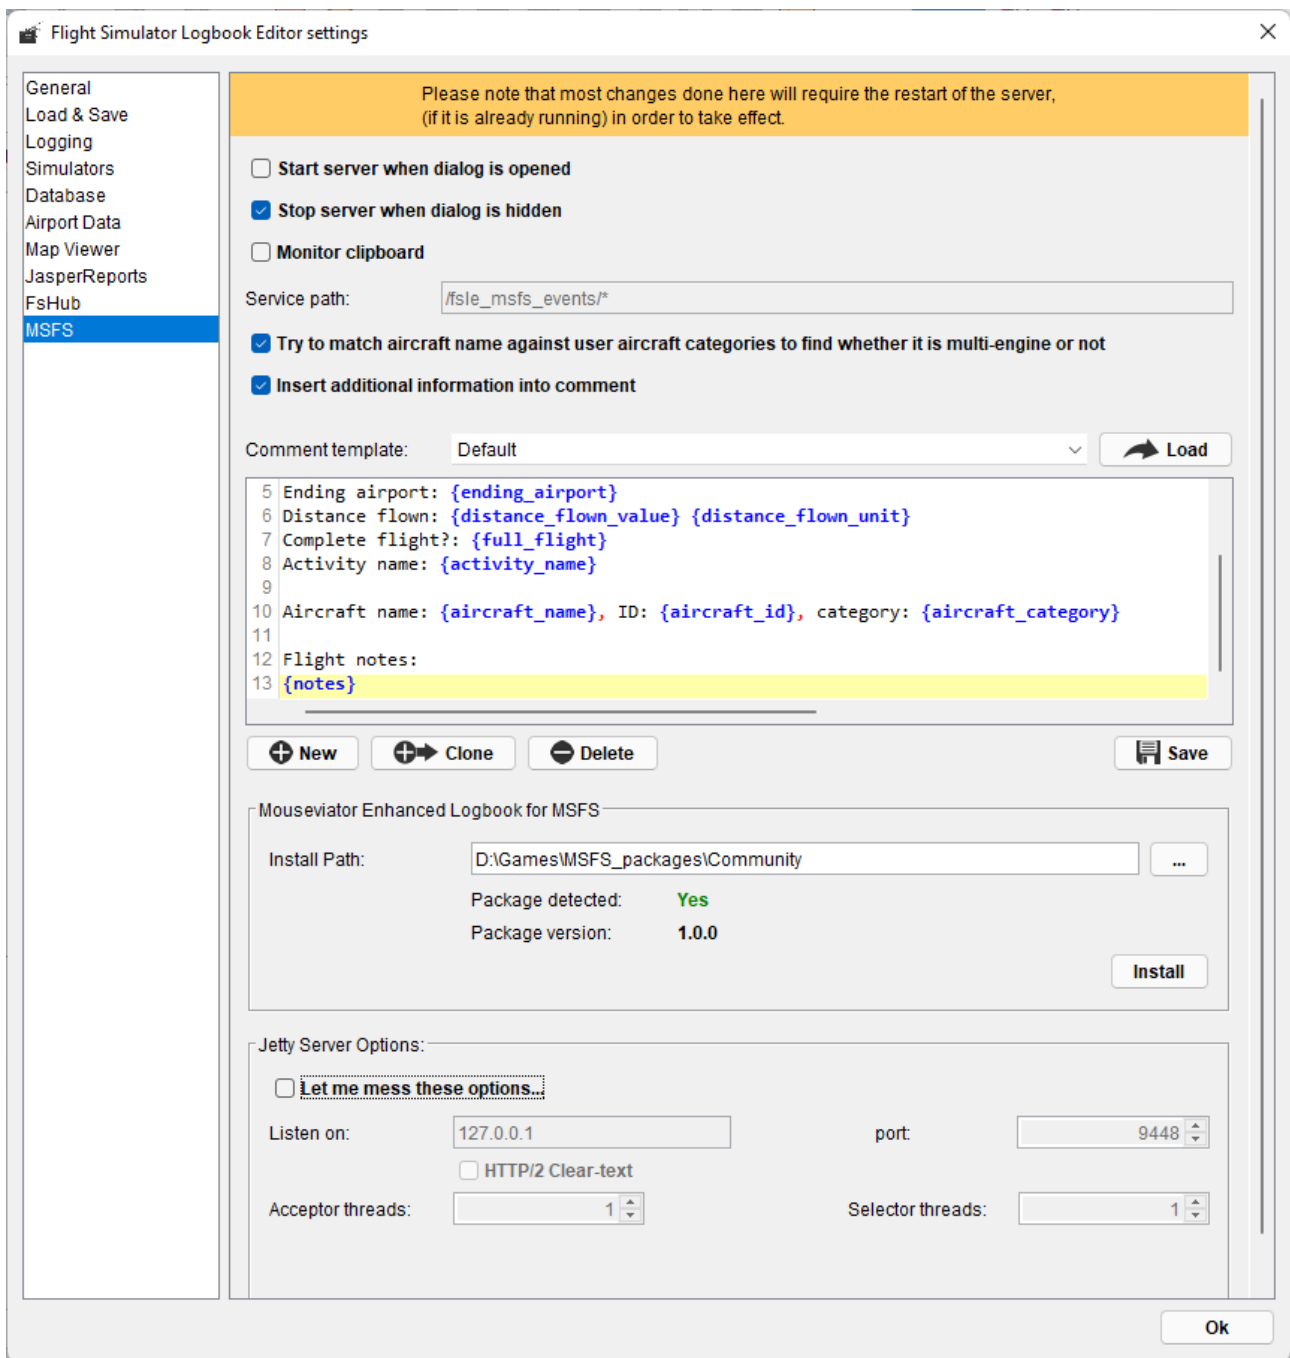 Flight Simulator Logbook Editor settings
General
Load & Save
Logging
Simulators
Database
Airport Data
Map Viewer
JasperReports
FsHub
MSFS
Please note that most changes done here will require the restart of the server,
(if it is already running) in order to take effect.
Start server when dialog is opened
Stop server when dialog is hidden
Monitor clipboard
Service path: /fsle_msfs_events/*
Try to match aircraft name against user aircraft categories to find whether it is multi-engine or not
Insert additional information into comment
Comment template: Default Load
5 Ending airport: {ending_airport}
6 Distance flown: {distance_flown_value} {distance_flown_unit}
7 Complete flight?: {full_flight}
8 Activity name: {activity_name}
9
10 Aircraft name: {aircraft_name}, ID: {aircraft_id}, category: {aircraft_category}
11
12 Flight notes:
13 {notes}
New Clone Delete Save
Mouseviator Enhanced Logbook for MSFS
Install Path: D:\Games\MSFS_packages\Community ...
Package detected: Yes
Package version: 1.0.0
Install
Jetty Server Options:
Let me mess these options...
Listen on: 127.0.0.1 port: 9448
HTTP/2 Clear-text
Acceptor threads: 1 Selector threads: 1
Ok